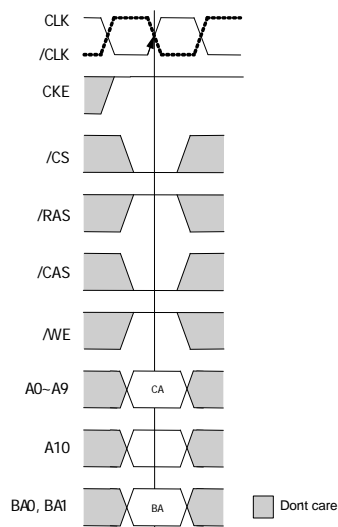 CLK
/CLK
CKE
/CS
/RAS
/CAS
/WE
A0~A9
CA
A10
BA0, BA1
BA
Dont care